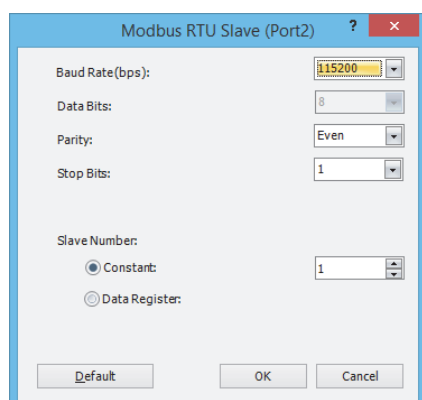 Modbus RTU Slave (Port2) ? ×
Baud Rate(bps): 115200
Data Bits: 8
Parity: Even
Stop Bits: 1
Slave Number:
Constant: 1
Data Register:
Default OK Cancel